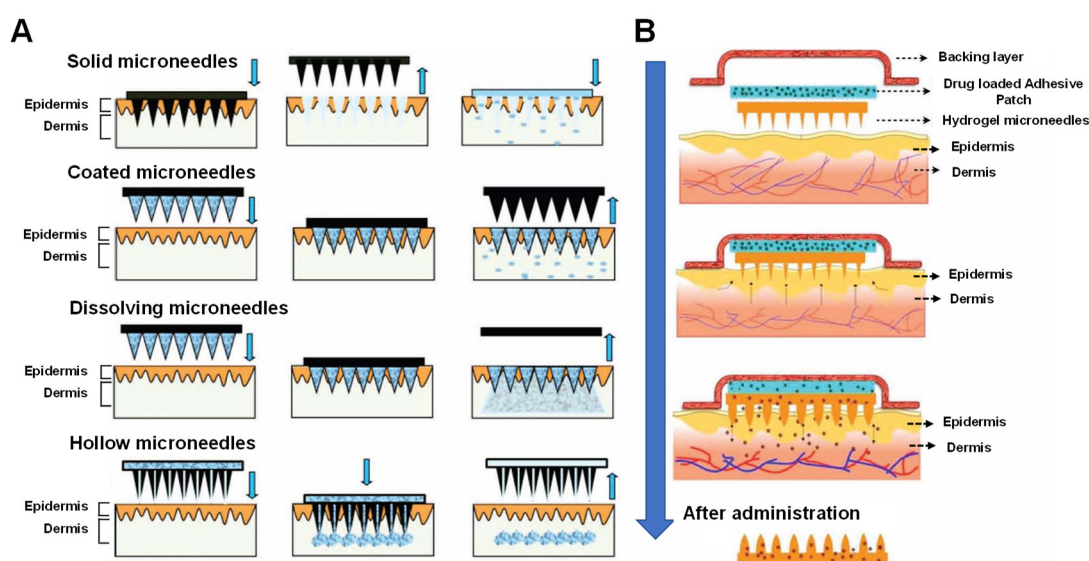 A
Solid microneedles
Epidermis
Dermis
Coated microneedles
Epidermis
Dermis
Dissolving microneedles
Epidermis
Dermis
Hollow microneedles
Epidermis
Dermis
B
Backing layer
Drug loaded Adhesive
Patch
Hydrogel microneedles
Epidermis
Dermis
Epidermis
Dermis
Epidermis
Dermis
After administration